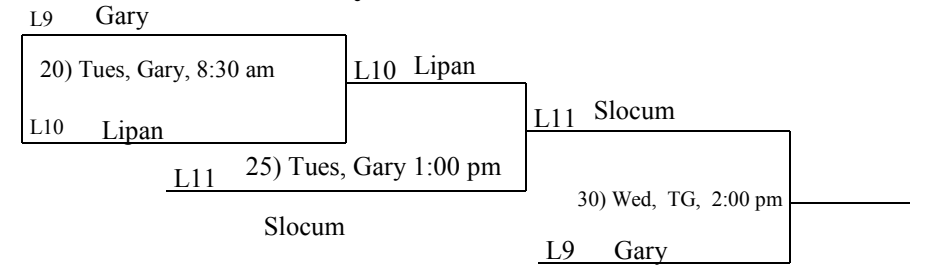 L9 Gary
20) Tues, Gary, 8:30 am
L10 Lipan
L10 Lipan
L11 Slocum
25) Tues, Gary 1:00 pm
L11
Slocum
30) Wed, TG, 2:00 pm
L9 Gary